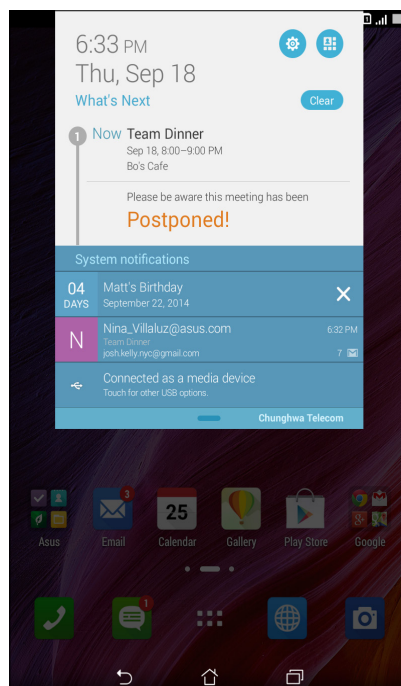 6:33 PM
Thu, Sep 18
What's Next
Clear
1 Now Team Dinner
Sep 18, 8:00–9:00 PM
Bo's Cafe
Please be aware this meeting has been
Postponed!
System notifications
04 DAYS
Matt's Birthday
September 22, 2014
N
Nina_Villaluz@asus.com 6:32 PM
Team Dinner
josh.kelly.nyc@gmail.com 7
Connected as a media device
Touch for other USB options.
Chunghwa Telecom
3
25
Asus Email Calendar Gallery Play Store Google
1